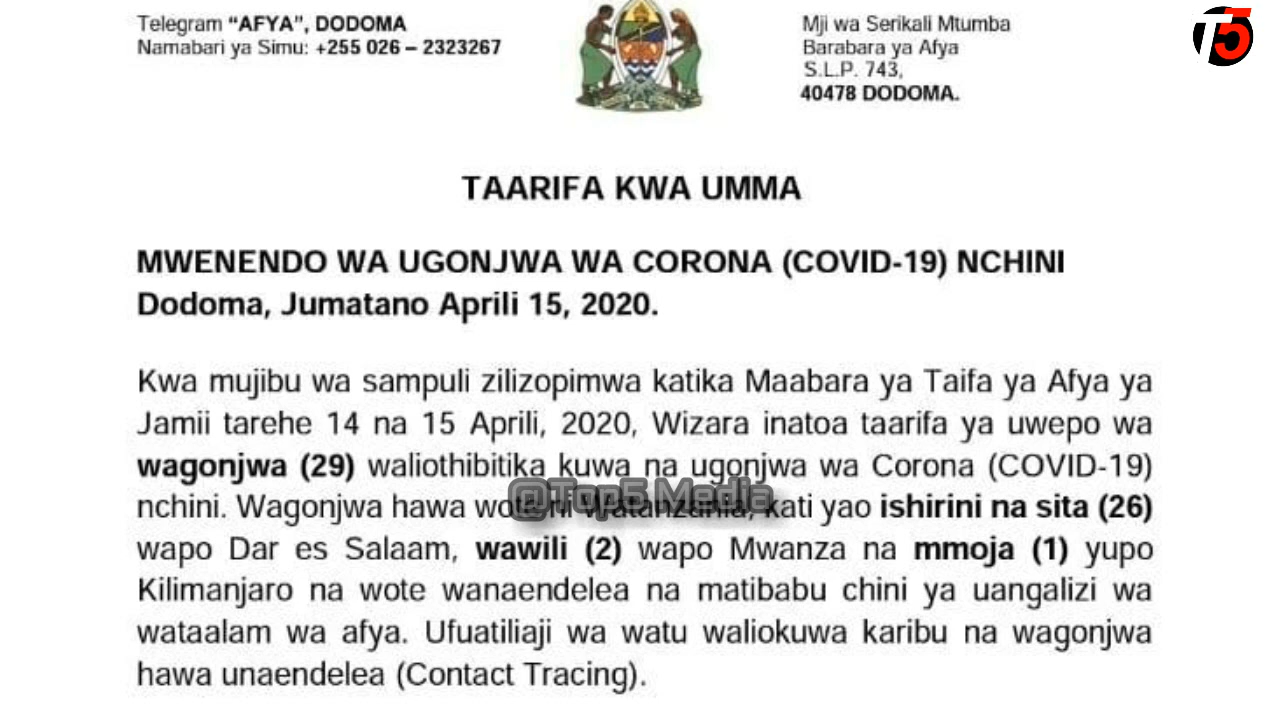 Telegram “AFYA”, DODOMA
Namabari ya Simu: +255 026 – 2323267
Mji wa Serikali Mtumba
Barabara ya Afya
S.L.P. 743,
40478 DODOMA.
T5
TAARIFA KWA UMMA
MWENENDO WA UGONJWA WA CORONA (COVID-19) NCHINI
Dodoma, Jumatano Aprili 15, 2020.
Kwa mujibu wa sampuli zilizopimwa katika Maabara ya Taifa ya Afya ya
Jamii tarehe 14 na 15 Aprili, 2020, Wizara inatoa taarifa ya uwepo wa
wagonjwa (29) waliothibitika kuwa na ugonjwa wa Corona (COVID-19)
nchini. Wagonjwa hawa wote ni Watanzania, kati yao ishirini na sita (26)
wapo Dar es Salaam, wawili (2) wapo Mwanza na mmoja (1) yupo
Kilimanjaro na wote wanaendelea na matibabu chini ya uangalizi wa
wataalam wa afya. Ufuatiliaji wa watu waliokuwa karibu na wagonjwa
hawa unaendelea (Contact Tracing).
@Top5 Media